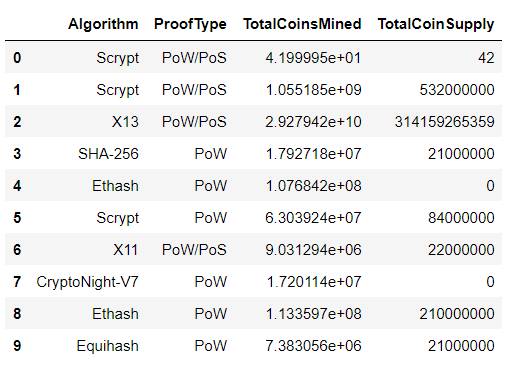 Algorithm ProofType TotalCoinsMined TotalCoinSupply
0 Scrypt PoW/PoS 4.199995e+01 42
1 Scrypt PoW/PoS 1.055185e+09 532000000
2 X13 PoW/PoS 2.927942e+10 314159265359
3 SHA-256 PoW 1.792718e+07 21000000
4 Ethash PoW 1.076842e+08 0
5 Scrypt PoW 6.303924e+07 84000000
6 X11 PoW/PoS 9.031294e+06 22000000
7 CryptoNight-V7 PoW 1.720114e+07 0
8 Ethash PoW 1.133597e+08 210000000
9 Equihash PoW 7.383056e+06 21000000